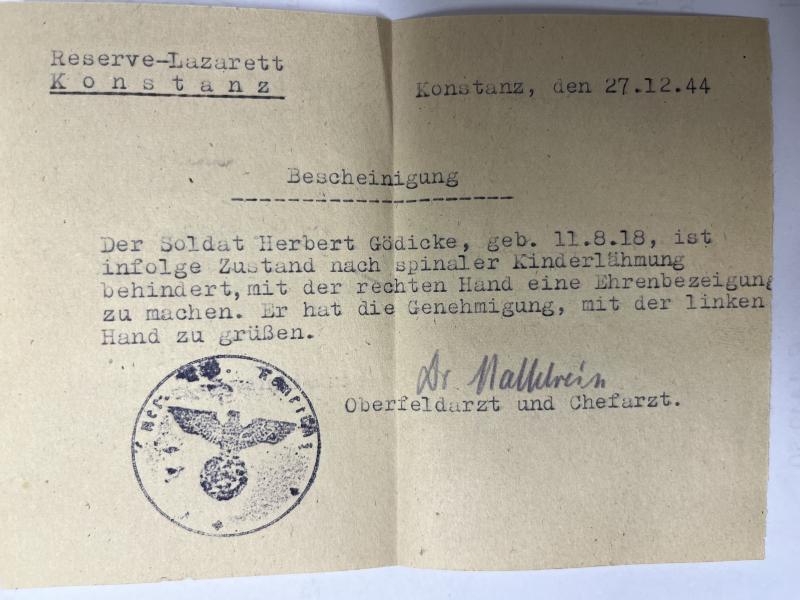 Reserve-Lazarett
Konstanz
Konstanz, den 27.12.44
Bescheinigung
Der Soldat Herbert Gödicke, geb. 11.8.18, ist
infolge Zustand nach spinaler Kinderlähmung
behindert, mit der rechten Hand eine Ehrenbezeigung
zu machen. Er hat die Genehmigung, mit der linken
Hand zu grüßen.
Dr
Oberfeldarzt und Chefarzt.